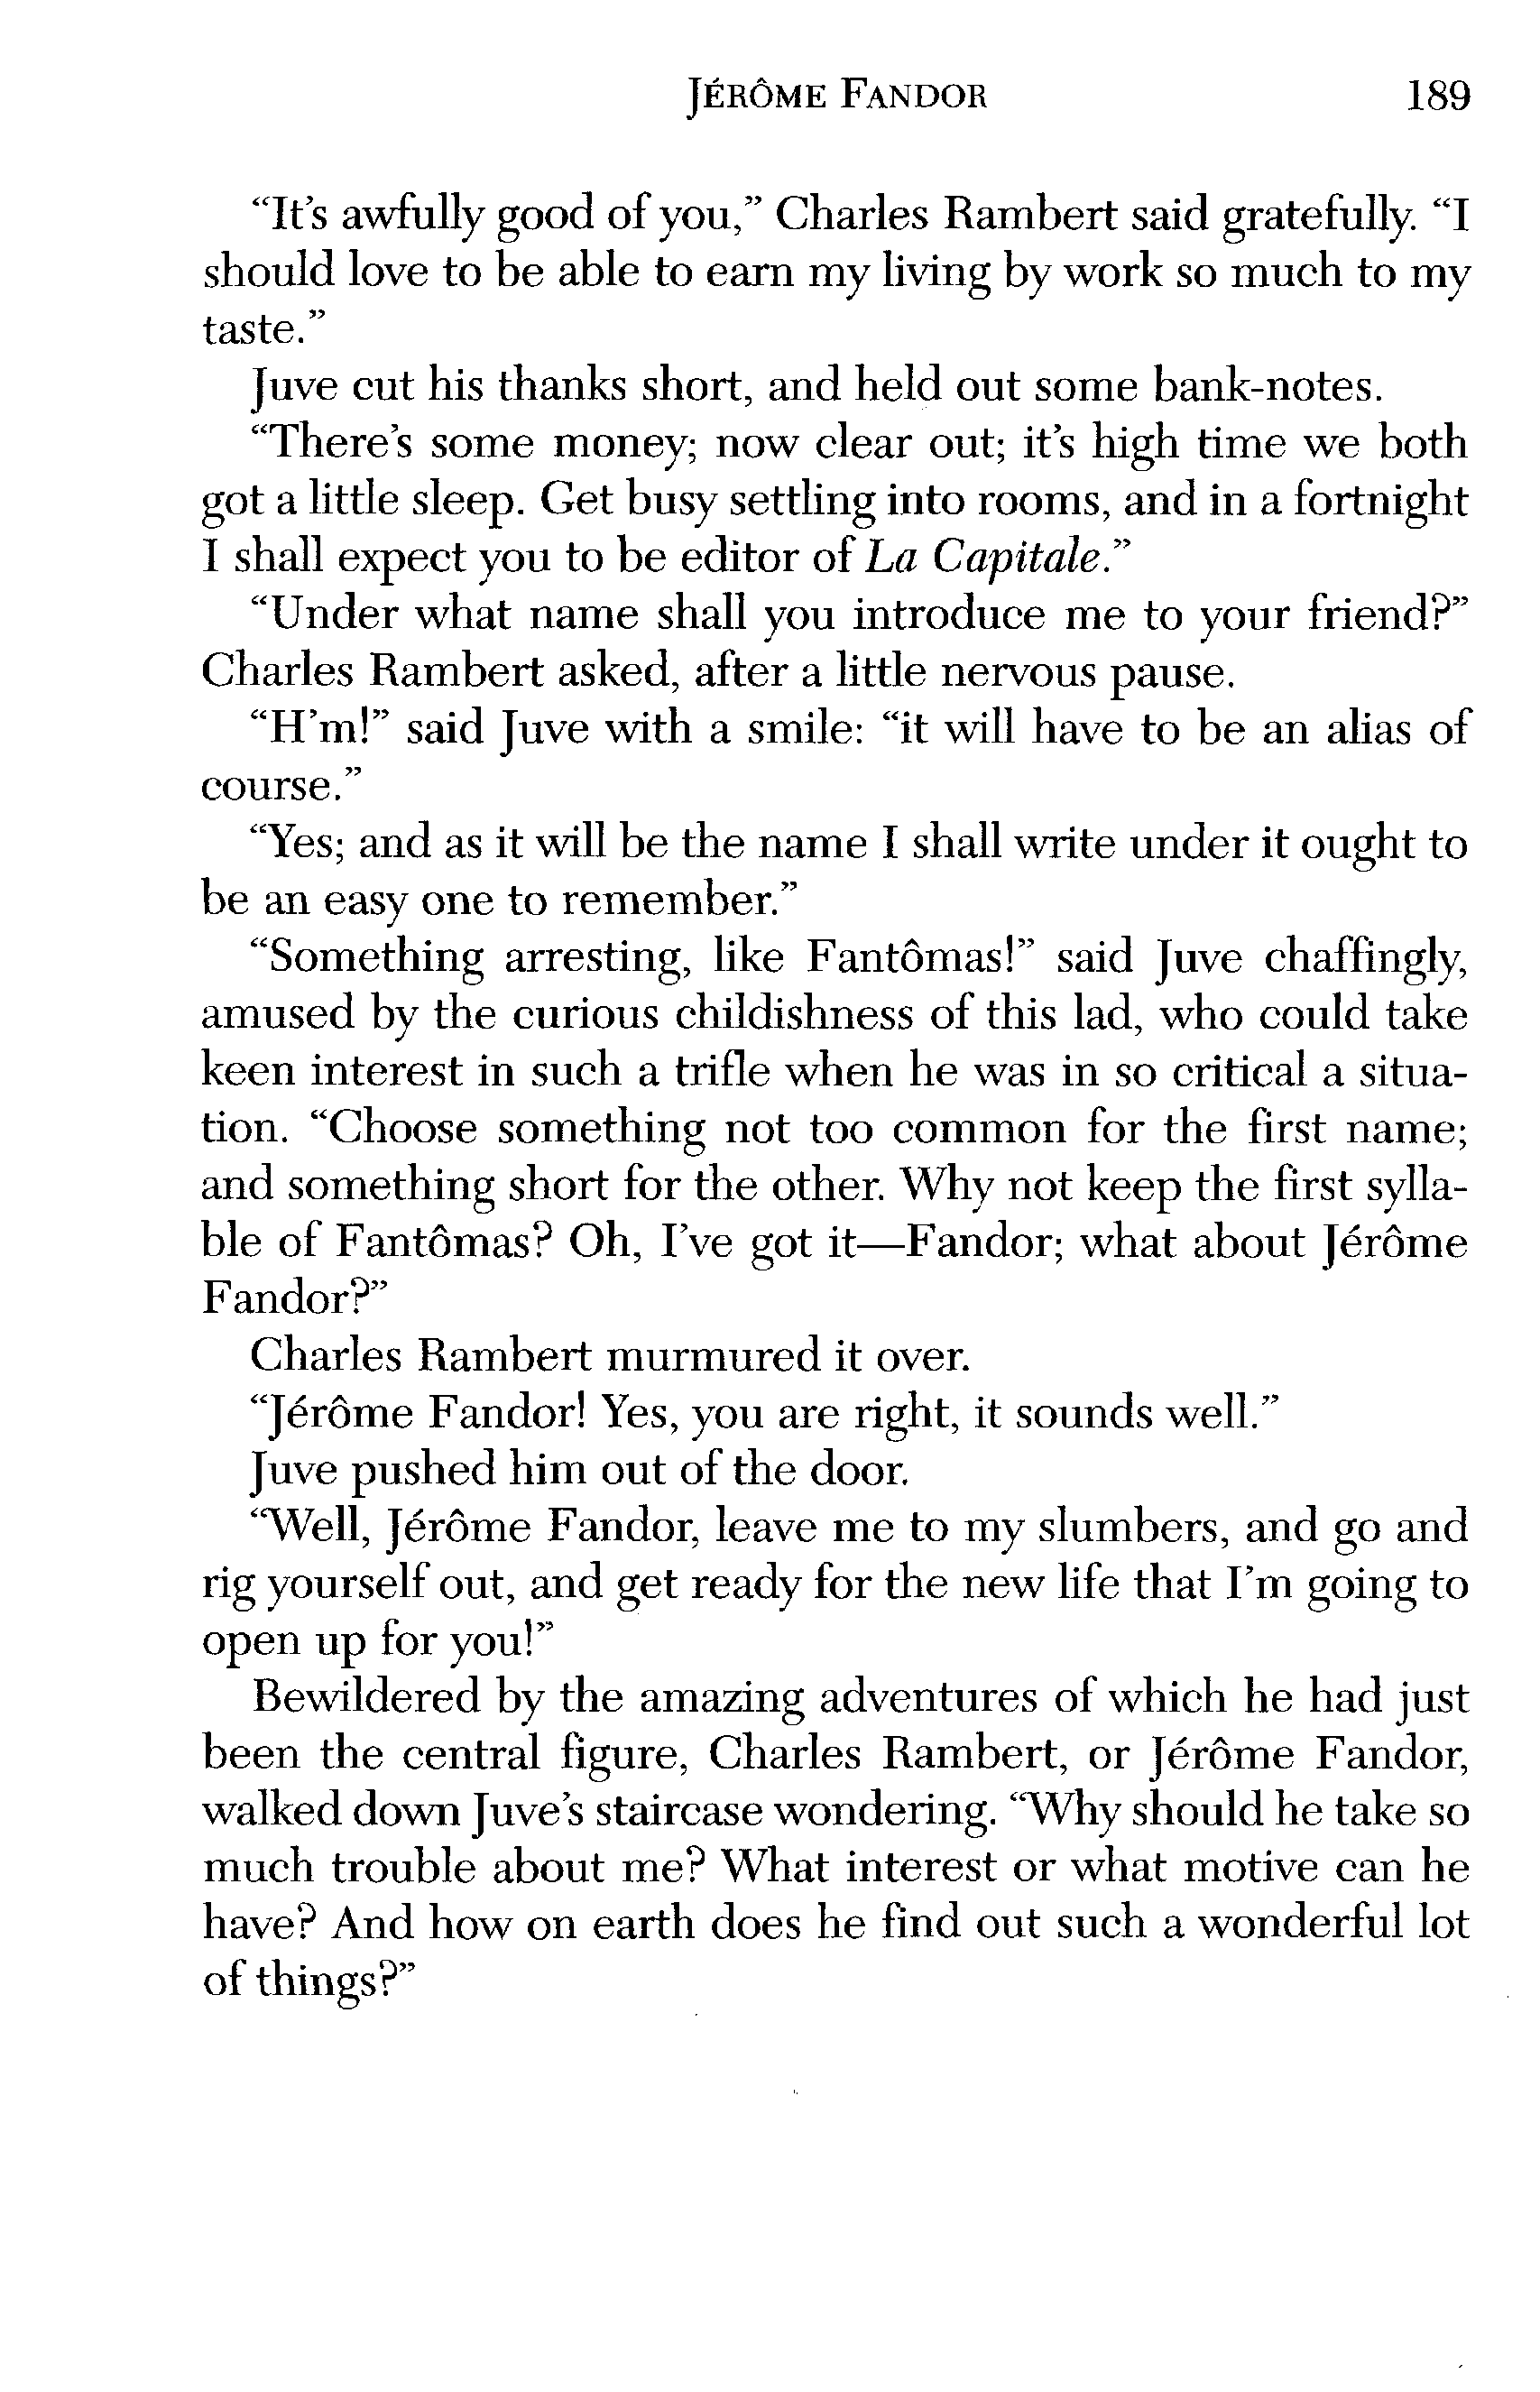 JÉRÔME FANDOR 189
“It’s awfully good of you,” Charles Rambert said gratefully. “I
should love to be able to earn my living by work so much to my
taste.”
Juve cut his thanks short, and held out some bank-notes.
“There’s some money; now clear out; it’s high time we both
got a little sleep. Get busy settling into rooms, and in a fortnight
I shall expect you to be editor of La Capitale.”
“Under what name shall you introduce me to your friend?”
Charles Rambert asked, after a little nervous pause.
“H’m!” said Juve with a smile: “it will have to be an alias of
course.”
“Yes; and as it will be the name I shall write under it ought to
be an easy one to remember.”
“Something arresting, like Fantômas!” said Juve chaffingly,
amused by the curious childishness of this lad, who could take
keen interest in such a trifle when he was in so critical a situa-
tion. “Choose something not too common for the first name;
and something short for the other. Why not keep the first sylla-
ble of Fantômas? Oh, I’ve got it—Fandor; what about Jérôme
Fandor?”
Charles Rambert murmured it over.
“Jérôme Fandor! Yes, you are right, it sounds well.”
Juve pushed him out of the door.
“Well, Jérôme Fandor, leave me to my slumbers, and go and
rig yourself out, and get ready for the new life that I’m going to
open up for you!”
Bewildered by the amazing adventures of which he had just
been the central figure, Charles Rambert, or Jérôme Fandor,
walked down Juve’s staircase wondering. “Why should he take so
much trouble about me? What interest or what motive can he
have? And how on earth does he find out such a wonderful lot
of things?”